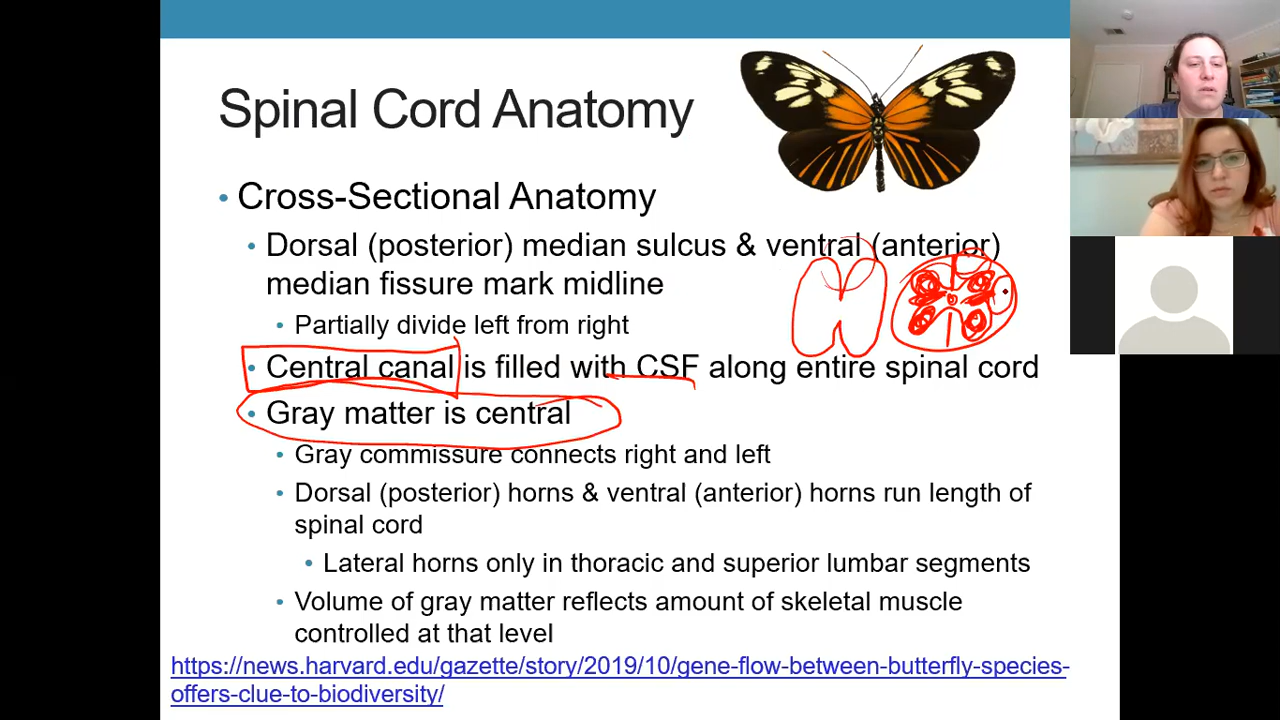 Spinal Cord Anatomy
• Cross-Sectional Anatomy
• Dorsal (posterior) median sulcus & ventral (anterior)
median fissure mark midline
• Partially divide left from right
• Central canal is filled with CSF along entire spinal cord
• Gray matter is central
• Gray commissure connects right and left
• Dorsal (posterior) horns & ventral (anterior) horns run length of
spinal cord
• Lateral horns only in thoracic and superior lumbar segments
• Volume of gray matter reflects amount of skeletal muscle
controlled at that level
https://news.harvard.edu/gazette/story/2019/10/gene-flow-between-butterfly-species-
offers-clue-to-biodiversity/